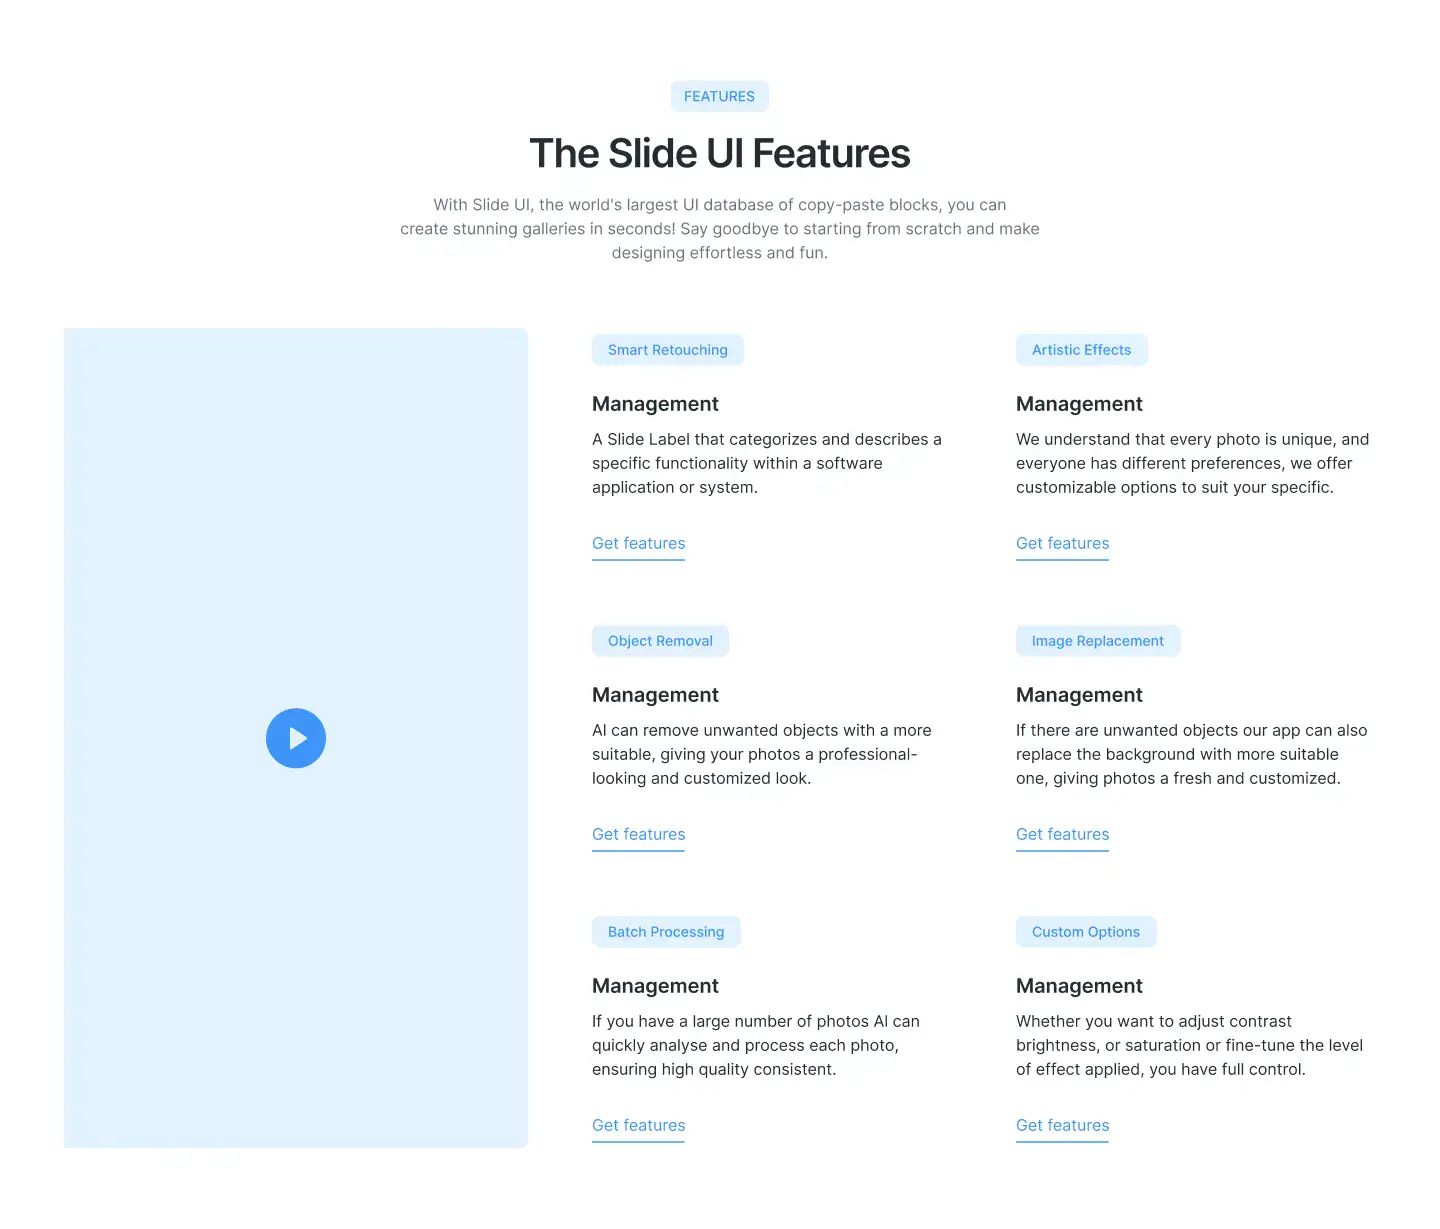 FEATURES
The Slide UI Features
With Slide UI, the world's largest UI database of copy-paste blocks, you can
create stunning galleries in seconds! Say goodbye to starting from scratch and make
designing effortless and fun.
Smart Retouching
Management
A Slide Label that categorizes and describes a
specific functionality within a software
application or system.
Get features
Artistic Effects
Management
We understand that every photo is unique, and
everyone has different preferences, we offer
customizable options to suit your specific.
Get features
Object Removal
Management
AI can remove unwanted objects with a more
suitable, giving your photos a professional-
looking and customized look.
Get features
Image Replacement
Management
If there are unwanted objects our app can also
replace the background with more suitable
one, giving photos a fresh and customized.
Get features
Batch Processing
Management
If you have a large number of photos AI can
quickly analyse and process each photo,
ensuring high quality consistent.
Get features
Custom Options
Management
Whether you want to adjust contrast
brightness, or saturation or fine-tune the level
of effect applied, you have full control.
Get features